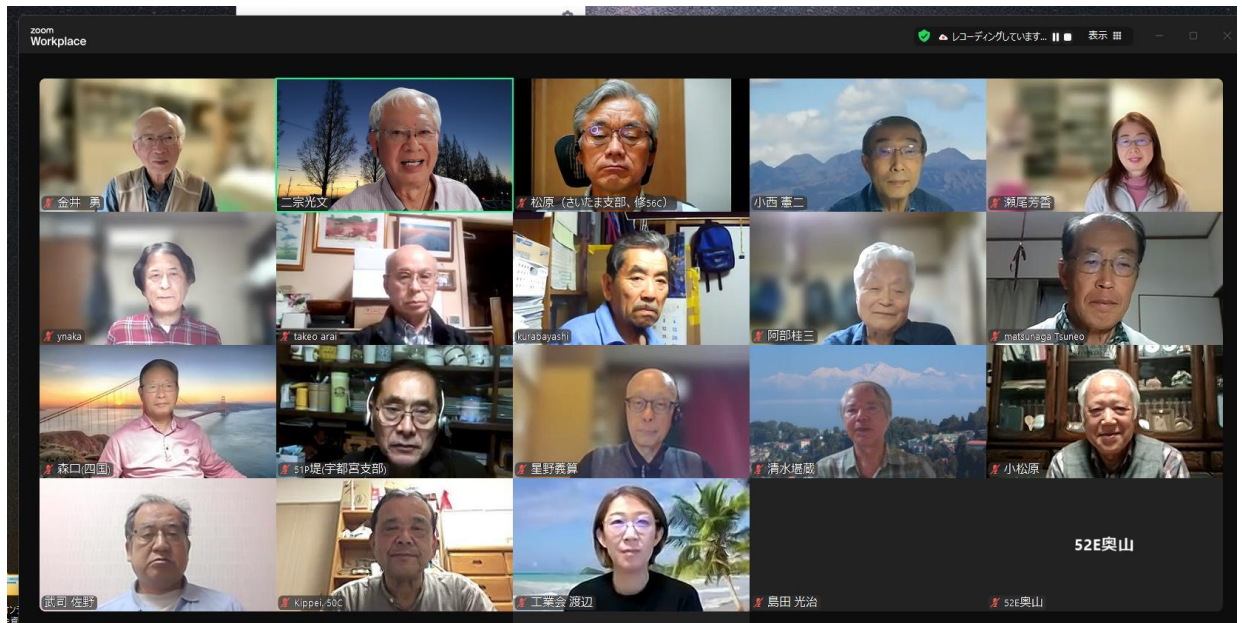 zoom
Workplace
レコーディングしています...
表示
金井 勇
二宗光文
松原（さいたま支部、修56C）
小西 憲二
瀬尾芳香
ynaka
takeo arai
kurabayashi
阿部桂三
matsunaga Tsuneo
森口(四国)
51P堤(宇都宮支部)
星野義算
清水堪蔵
小松原
武司 佐野
Kippei, 50C
工業会 渡辺
島田 光治
52E奥山
52E奥山